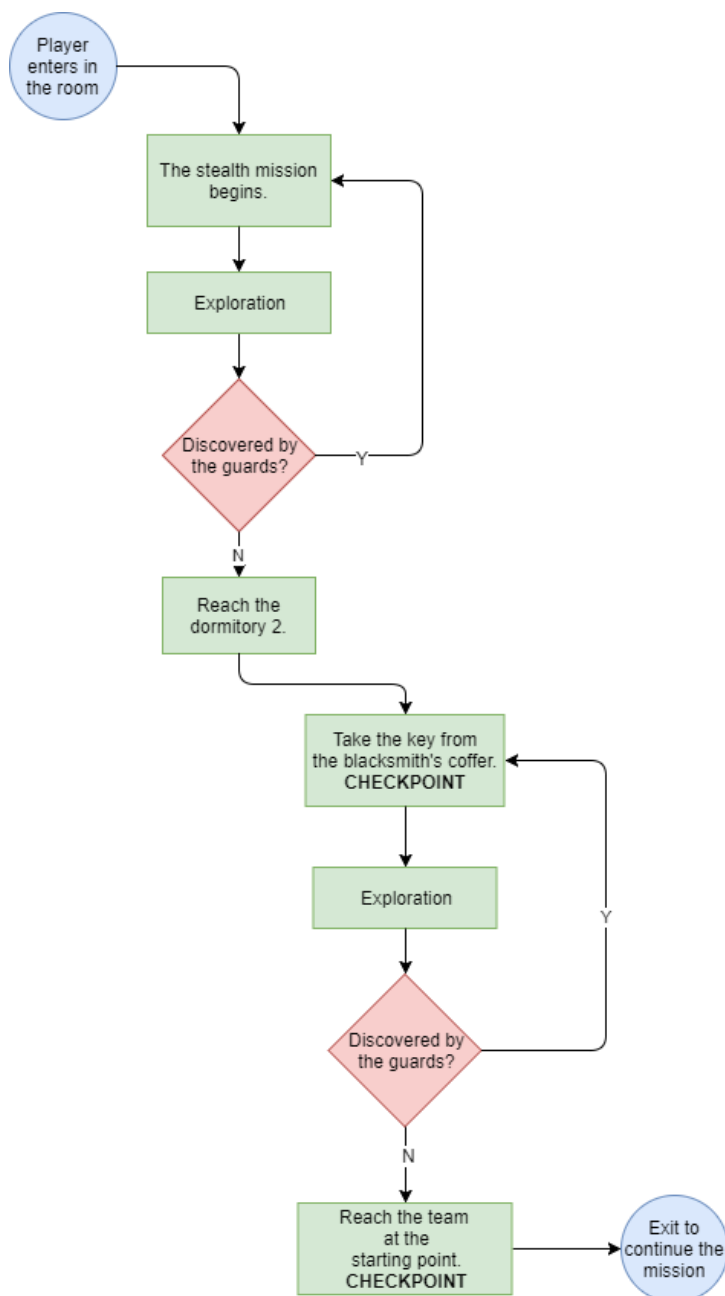 Player
enters in
the room
The stealth mission
begins.
Exploration
Discovered by
the guards?
Y
N
Reach the
dormitory 2.
Take the key from
the blacksmith's coffer.
CHECKPOINT
Exploration
Y
Discovered by
the guards?
N
Reach the team
at the
starting point.
CHECKPOINT
Exit to
continue the
mission